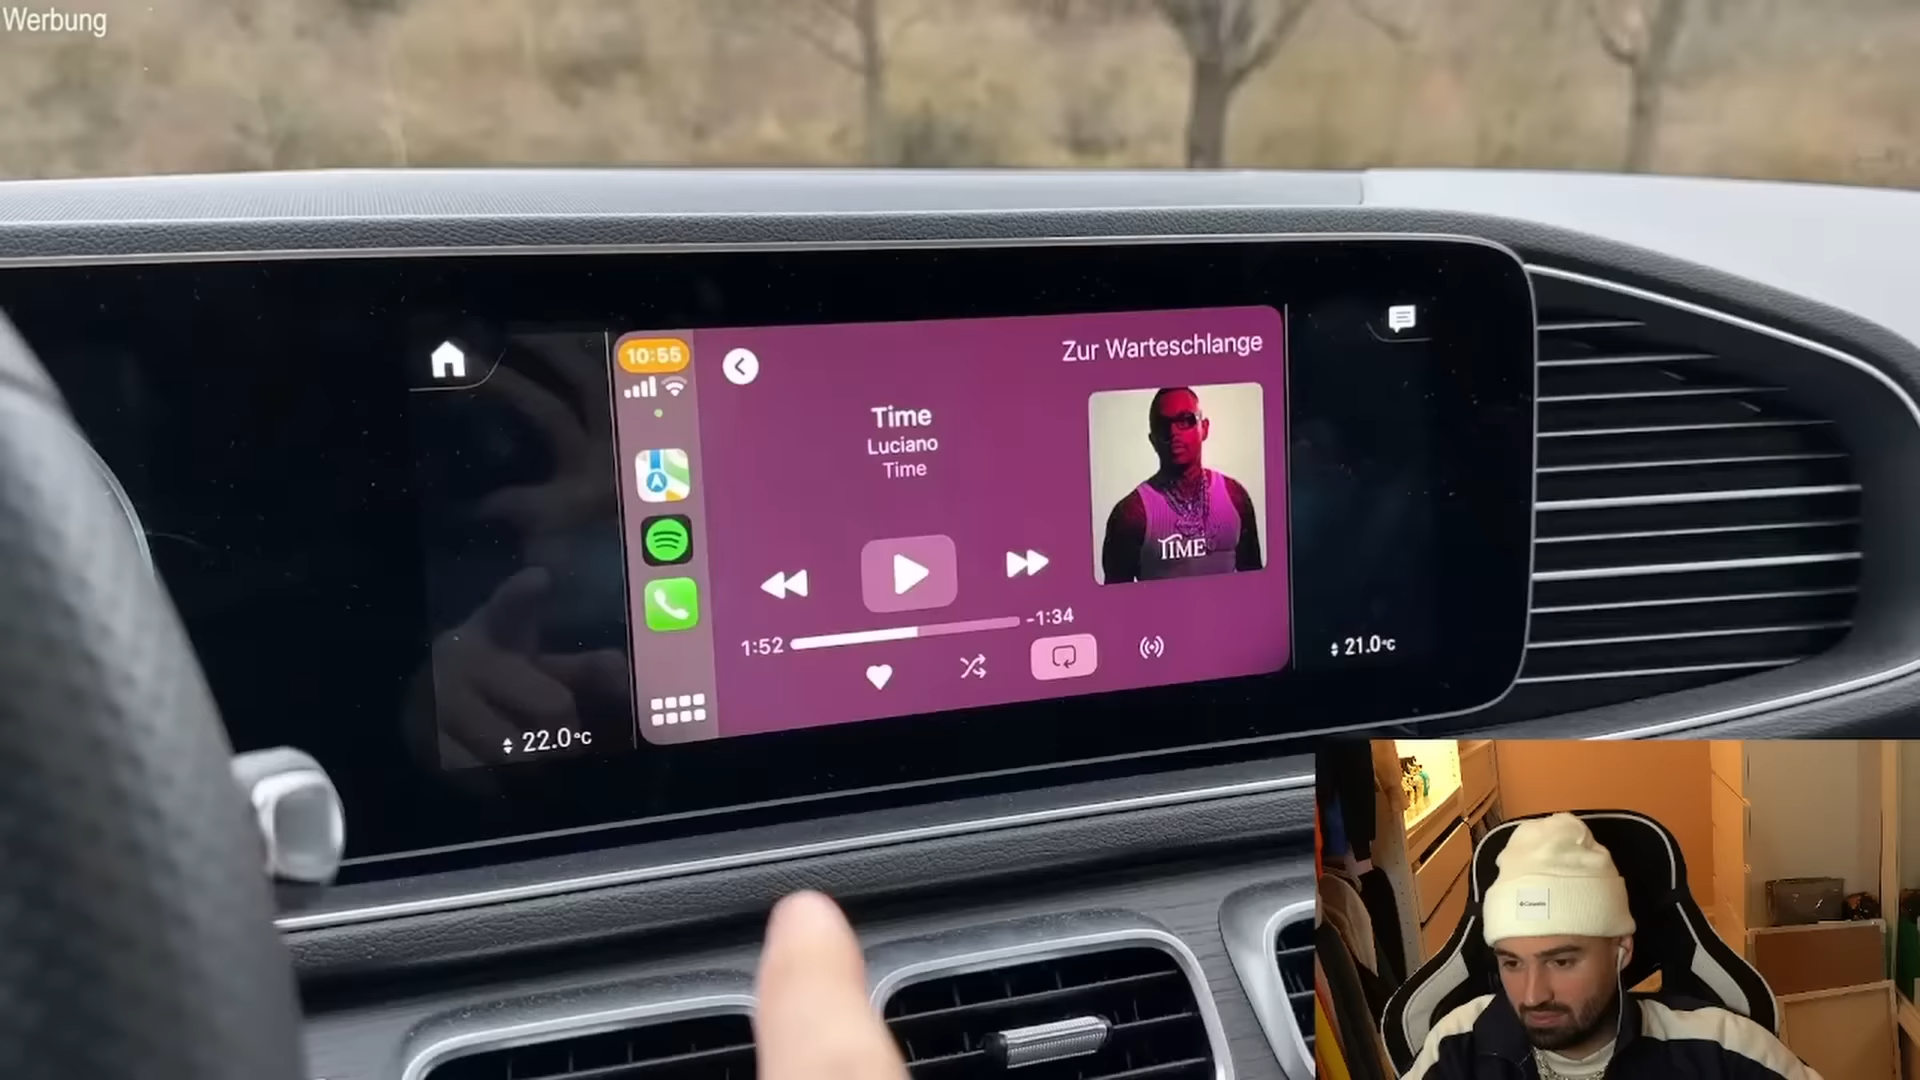 Werbung
10:55
Zur Warteschlange
Time
Luciano
Time
TIME
1:52
-1:34
22.0°C
21.0°C